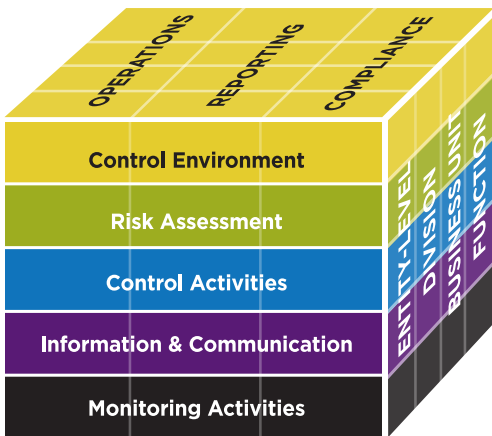 OPERATIONS
REPORTING
COMPLIANCE
Control Environment
Risk Assessment
Control Activities
Information & Communication
Monitoring Activities
ENTITY-LEVEL
DIVISION
BUSINESS UNIT
FUNCTION